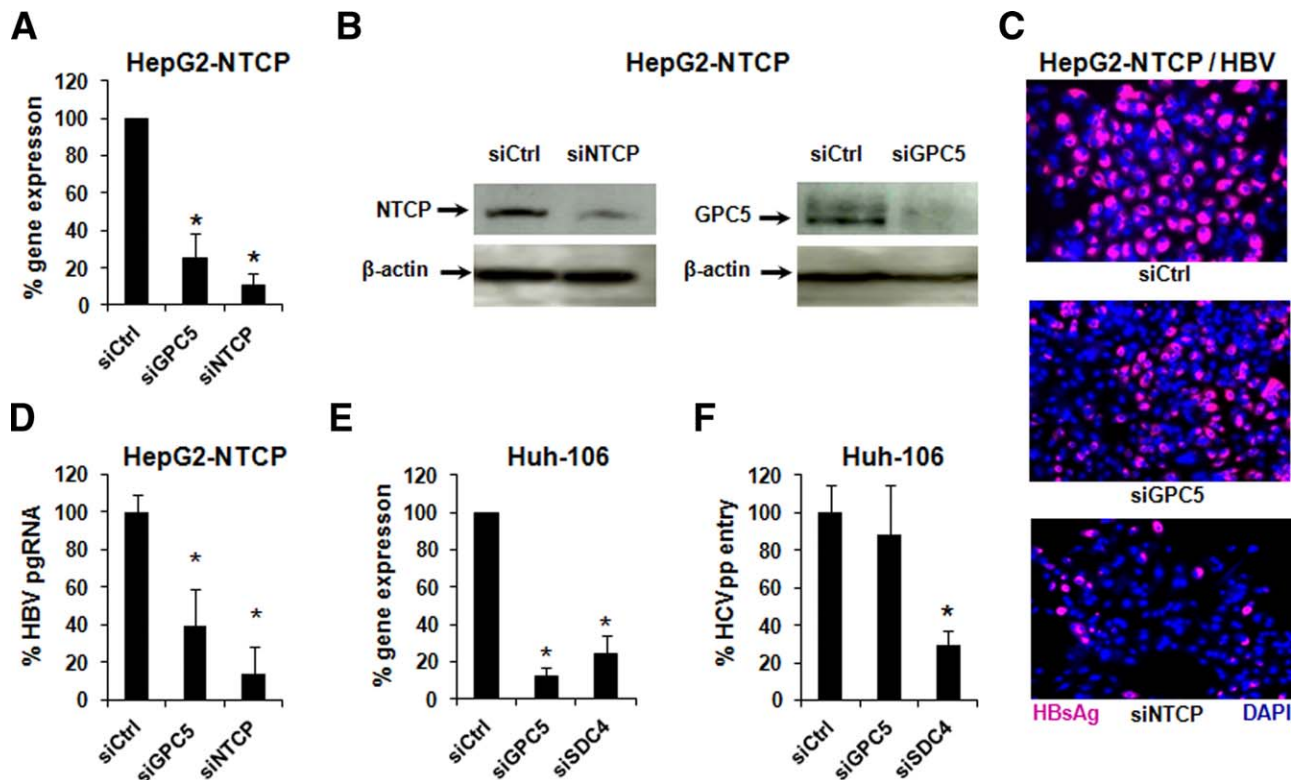 A
HepG2-NTCP
% gene expresson
120
100
80
60
40
20
0
*
*
siCtrl
siGPC5
siNTCP
B
HepG2-NTCP
siCtrl siNTCP
NTCP
β-actin
siCtrl siGPC5
GPC5
β-actin
C
HepG2-NTCP / HBV
siCtrl
siGPC5
HBsAg siNTCP DAPI
D
HepG2-NTCP
% HBV pgRNA
120
100
80
60
40
20
0
*
*
siCtrl
siGPC5
siNTCP
E
Huh-106
% gene expresson
120
100
80
60
40
20
0
*
*
siCtrl
siGPC5
siSDC4
F
Huh-106
% HCVpp entry
120
100
80
60
40
20
0
*
siCtrl
siGPC5
siSDC4